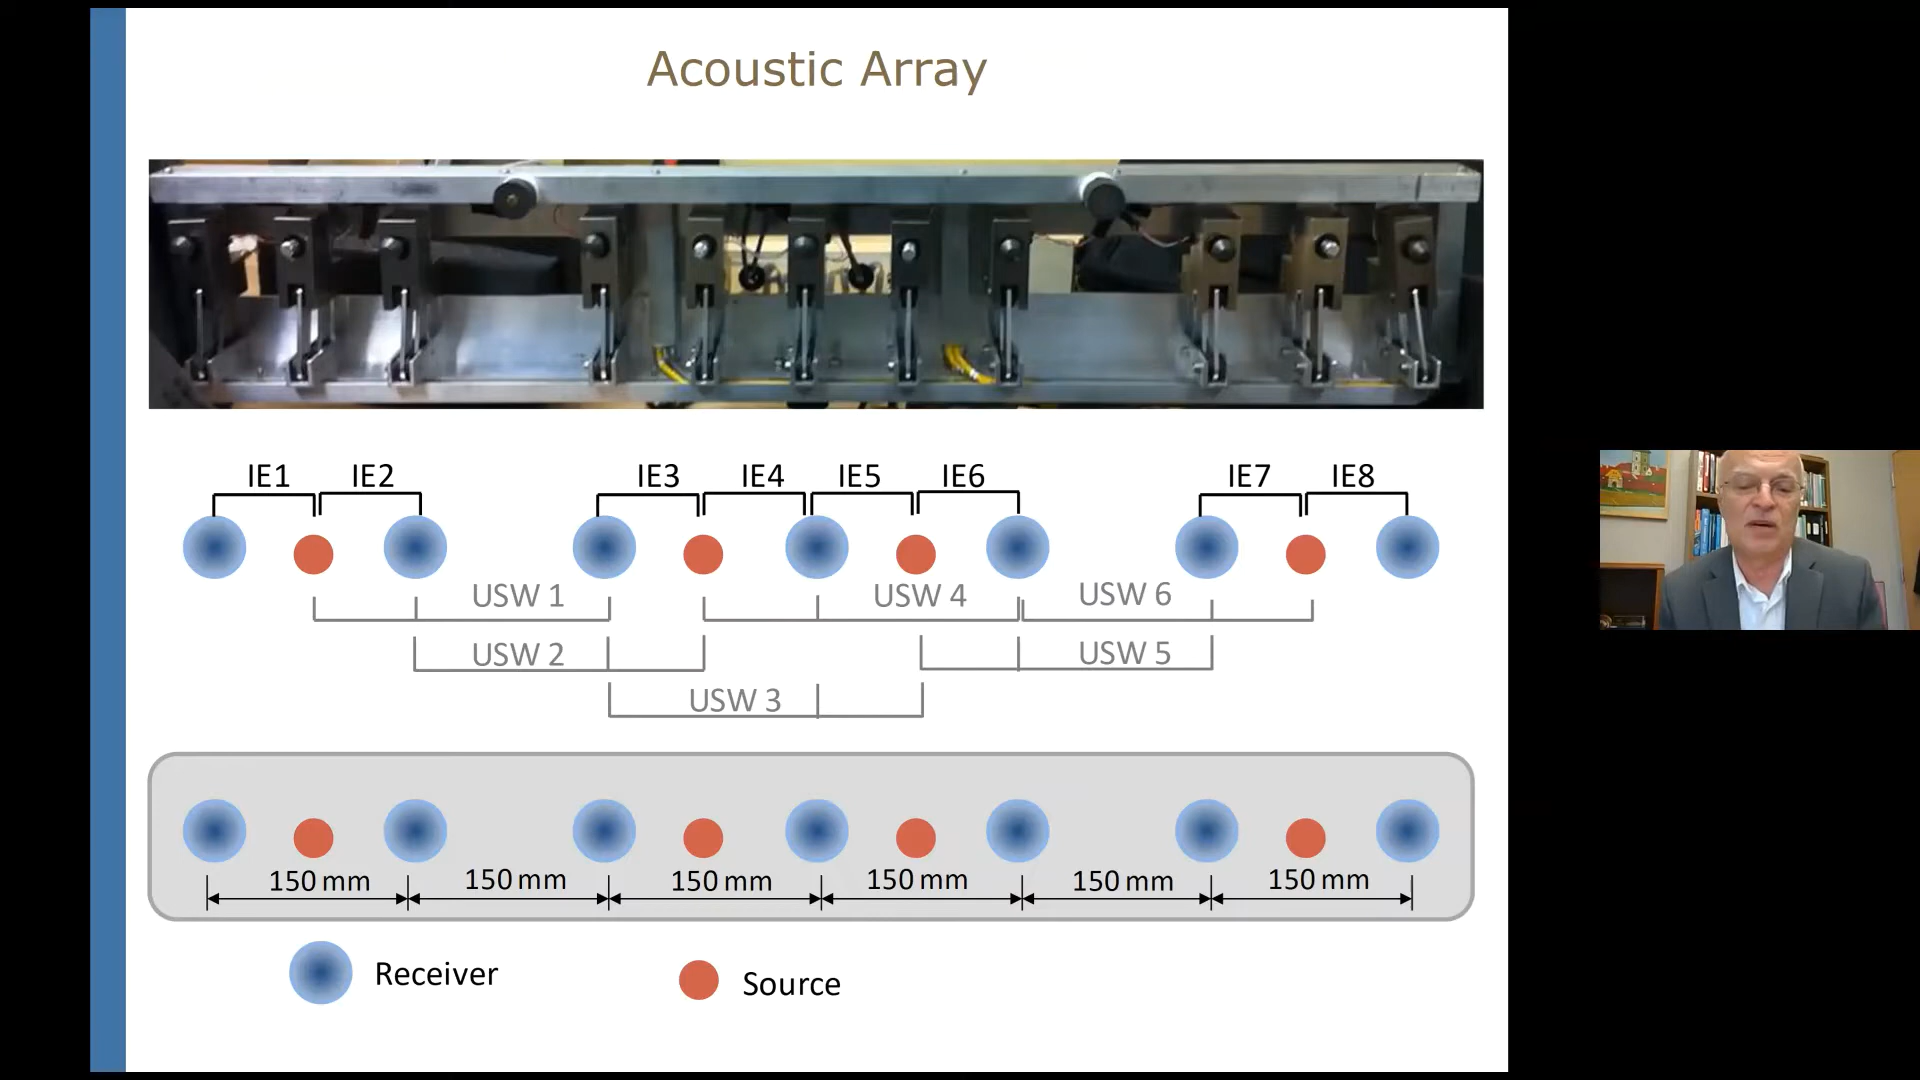 Acoustic Array
IE1 IE2 IE3 IE4 IE5 IE6 IE7 IE8
USW 1 USW 4 USW 6
USW 2 USW 5
USW 3
150 mm 150 mm 150 mm 150 mm 150 mm 150 mm
Receiver Source